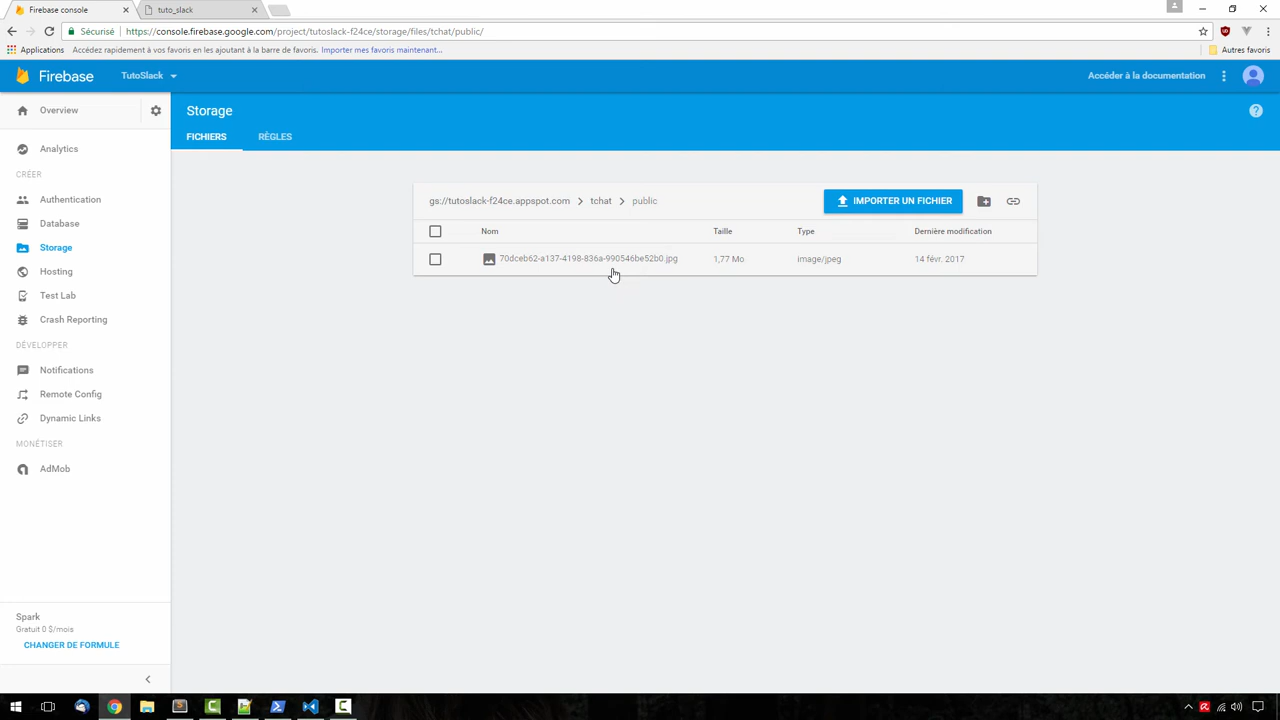 Firebase console
tuto_slack
Sécurisé
https://console.firebase.google.com/project/tutoslack-f24ce/storage/files/tchat/public/
Applications
Accédez rapidement à vos favoris en les ajoutant à la barre de favoris. Importer mes favoris maintenant...
Autres favoris
Firebase
TutoSlack
Accéder à la documentation
Overview
Storage
FICHIERS
RÈGLES
Analytics
CRÉER
Authentication
Database
Storage
Hosting
Test Lab
Crash Reporting
DÉVELOPPER
Notifications
Remote Config
Dynamic Links
MONÉTISER
AdMob
Spark
Gratuit 0 $/mois
CHANGER DE FORMULE
gs://tutoslack-f24ce.appspot.com > tchat > public
IMPORTER UN FICHIER
Nom Taille Type Dernière modification
70dceb62-a137-4198-836a-990546be52b0.jpg 1,77 Mo image/jpeg 14 févr. 2017